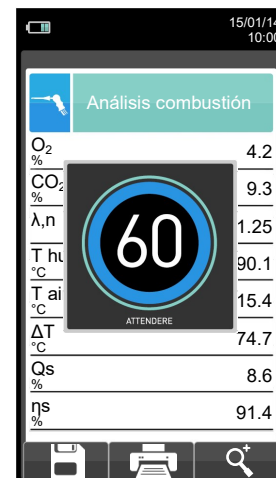 15/01/14
10:00
Análisis combustión
O2
%
4.2
CO2
%
9.3
λ,n
1.25
T hu
°C
90.1
T ai
°C
15.4
ΔT
°C
74.7
Qs
%
8.6
ηs
%
91.4
60
ATTENDERE